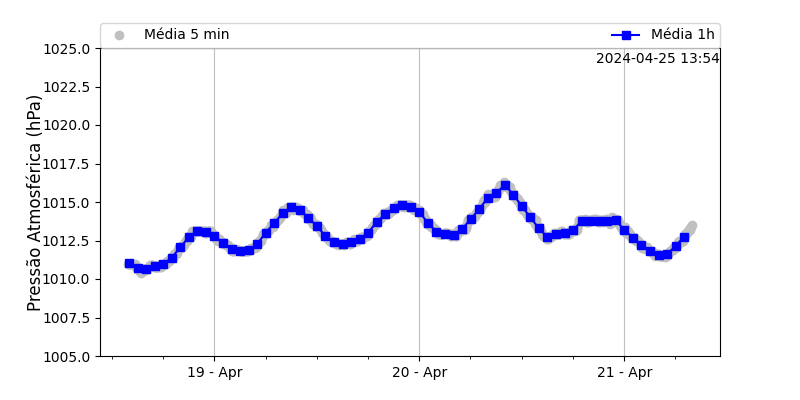 Média 5 min
Média 1h
2024-04-25 13:54
Pressão Atmosférica (hPa)
1025.0
1022.5
1020.0
1017.5
1015.0
1012.5
1010.0
1007.5
1005.0
19 - Apr
20 - Apr
21 - Apr